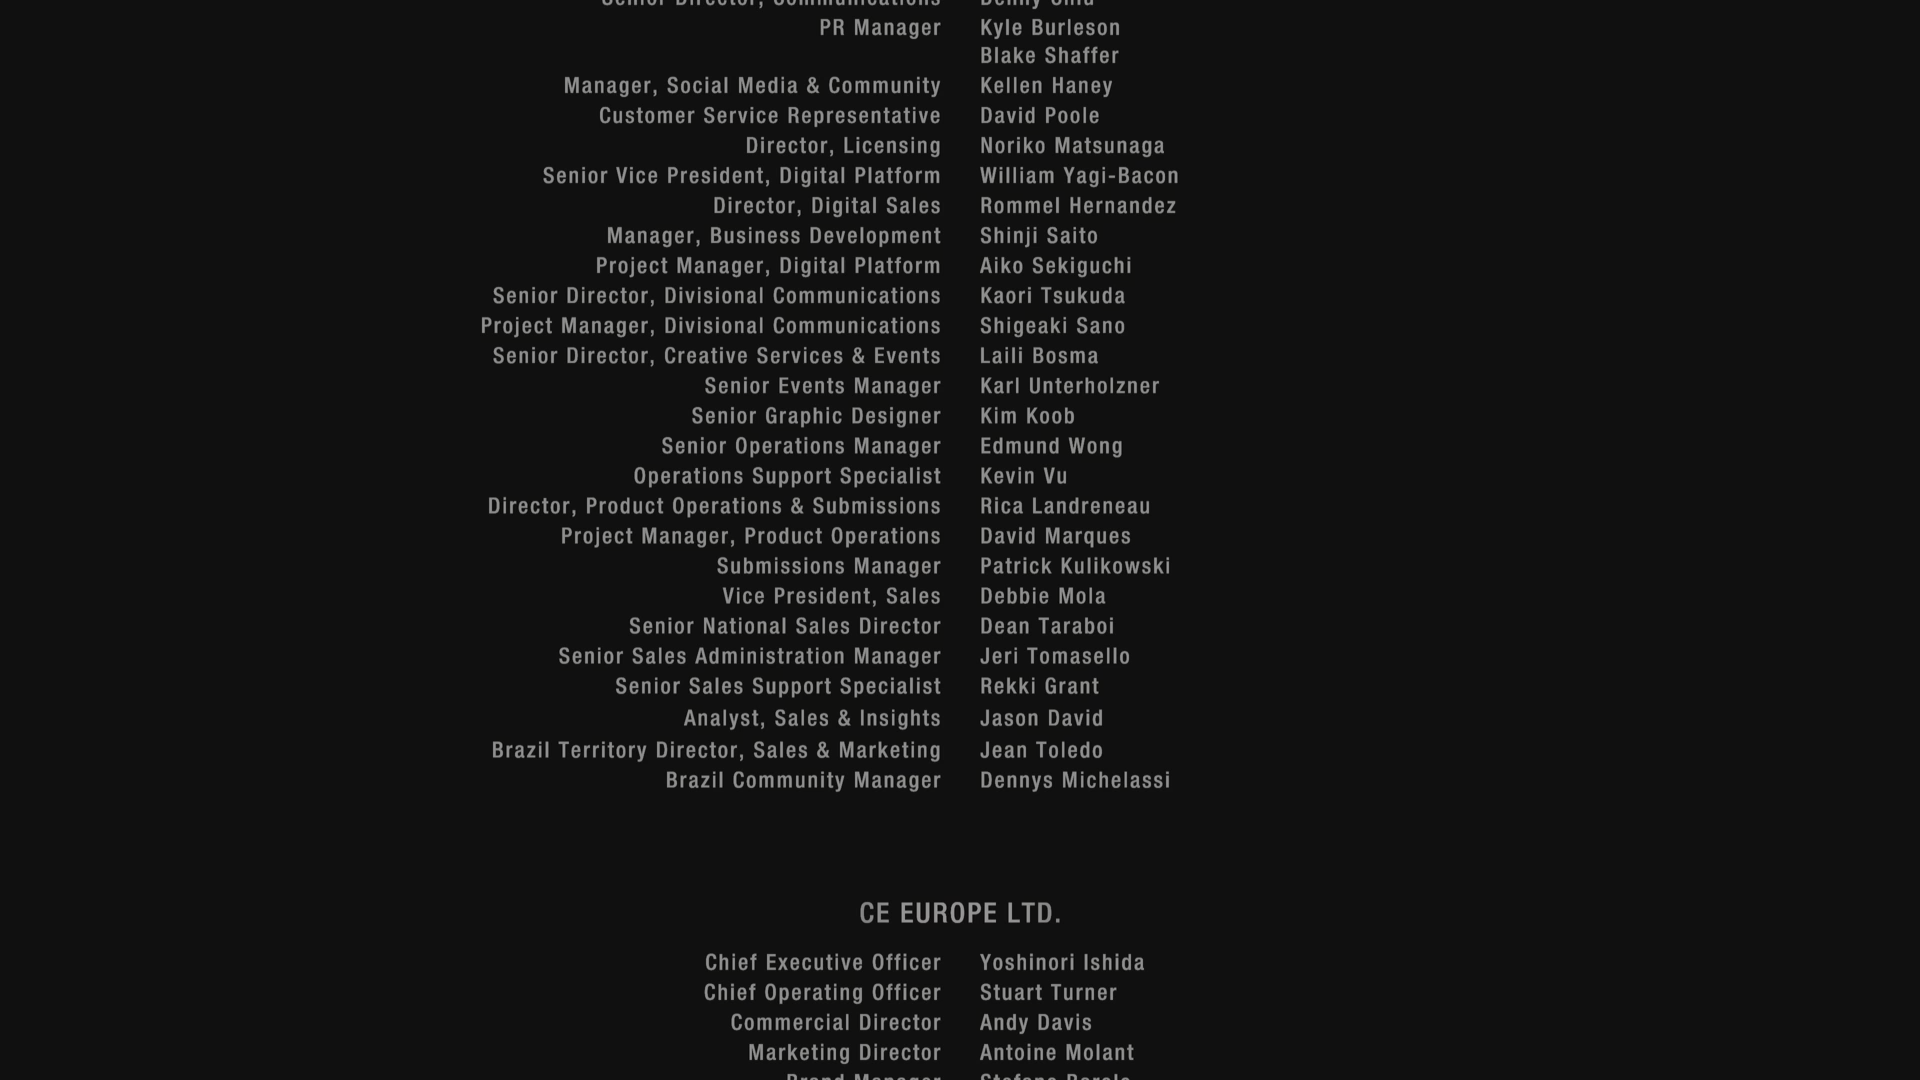 PR Manager Kyle Burleson
Blake Shaffer
Manager, Social Media & Community Kellen Haney
Customer Service Representative David Poole
Director, Licensing Noriko Matsunaga
Senior Vice President, Digital Platform William Yagi-Bacon
Director, Digital Sales Rommel Hernandez
Manager, Business Development Shinji Saito
Project Manager, Digital Platform Aiko Sekiguchi
Senior Director, Divisional Communications Kaori Tsukuda
Project Manager, Divisional Communications Shigeaki Sano
Senior Director, Creative Services & Events Laili Bosma
Senior Events Manager Karl Unterholzner
Senior Graphic Designer Kim Koob
Senior Operations Manager Edmund Wong
Operations Support Specialist Kevin Vu
Director, Product Operations & Submissions Rica Landreneau
Project Manager, Product Operations David Marques
Submissions Manager Patrick Kulikowski
Vice President, Sales Debbie Mola
Senior National Sales Director Dean Taraboi
Senior Sales Administration Manager Jeri Tomasello
Senior Sales Support Specialist Rekki Grant
Analyst, Sales & Insights Jason David
Brazil Territory Director, Sales & Marketing Jean Toledo
Brazil Community Manager Dennys Michelassi
CE EUROPE LTD.
Chief Executive Officer Yoshinori Ishida
Chief Operating Officer Stuart Turner
Commercial Director Andy Davis
Marketing Director Antoine Molant